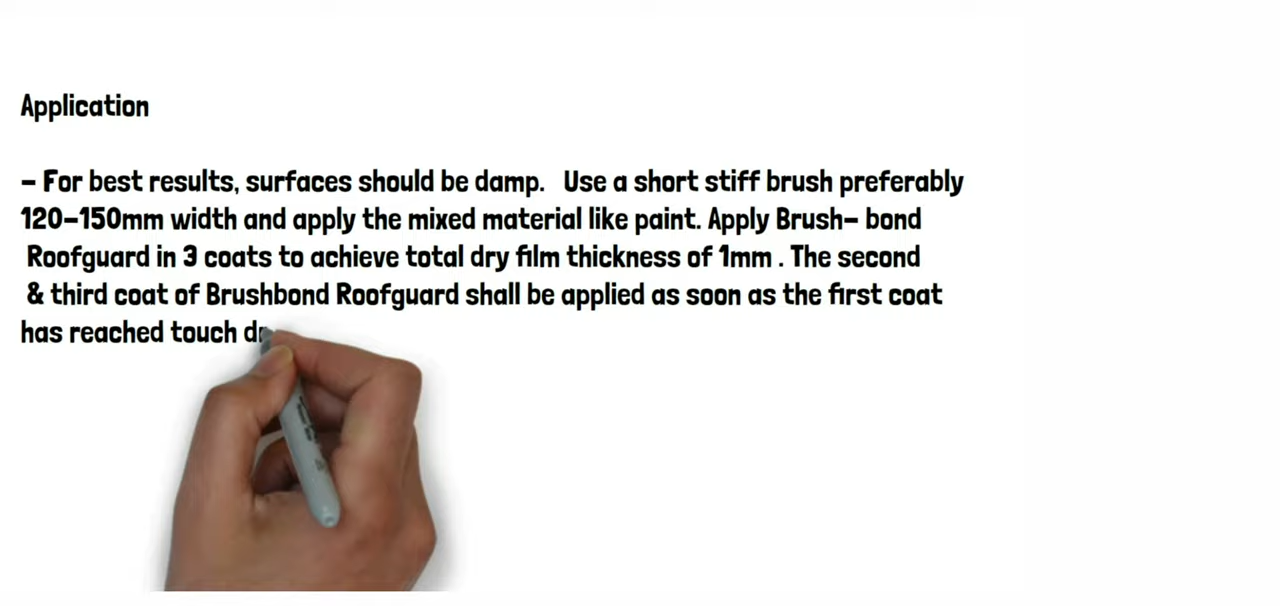 Application
- For best results, surfaces should be damp. Use a short stiff brush preferably
120-150mm width and apply the mixed material like paint. Apply Brush- bond
Roofguard in 3 coats to achieve total dry film thickness of 1mm . The second
& third coat of Brushbond Roofguard shall be applied as soon as the first coat
has reached touch